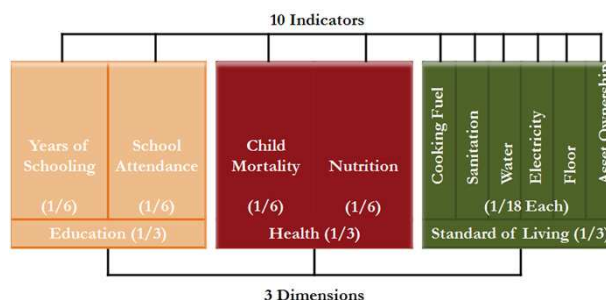 10 Indicators
Years of
Schooling
(1/6)
School
Attendance
(1/6)
Education (1/3)
Child
Mortality
(1/6)
Nutrition
(1/6)
Health (1/3)
Cooking Fuel
Sanitation
Water
Electricity
Floor
Asset Ownership
(1/18 Each)
Standard of Living (1/3)
3 Dimensions